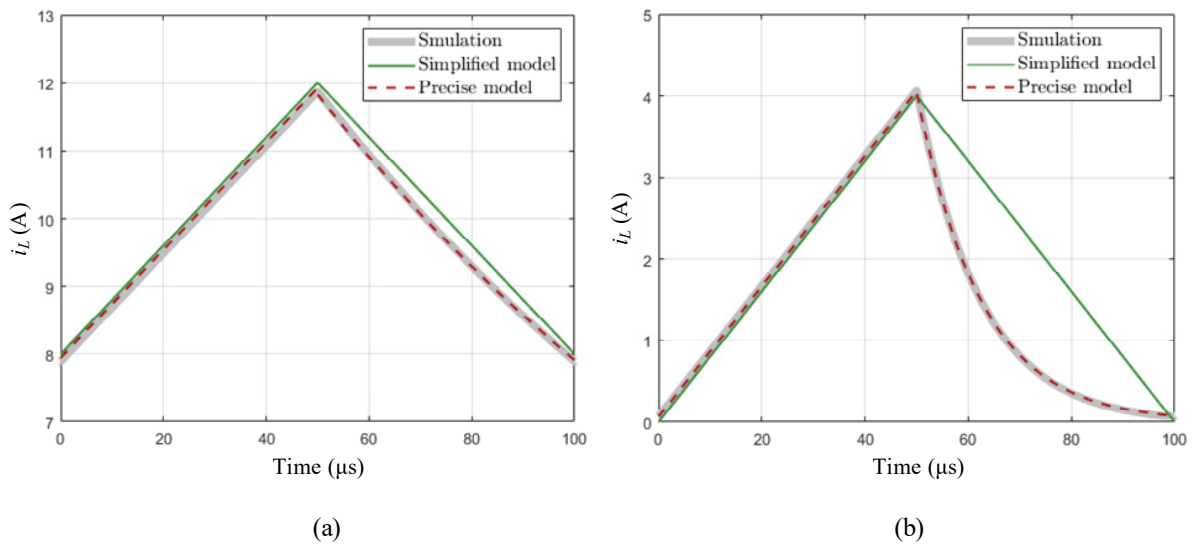 13
12
11
10
9
8
7
0
20
40
60
80
100
i_L (A)
Time (μs)
Smulation
Simplified model
Precise model
(a)
5
4
3
2
1
0
0
20
40
60
80
100
i_L (A)
Time (μs)
Smulation
Simplified model
Precise model
(b)